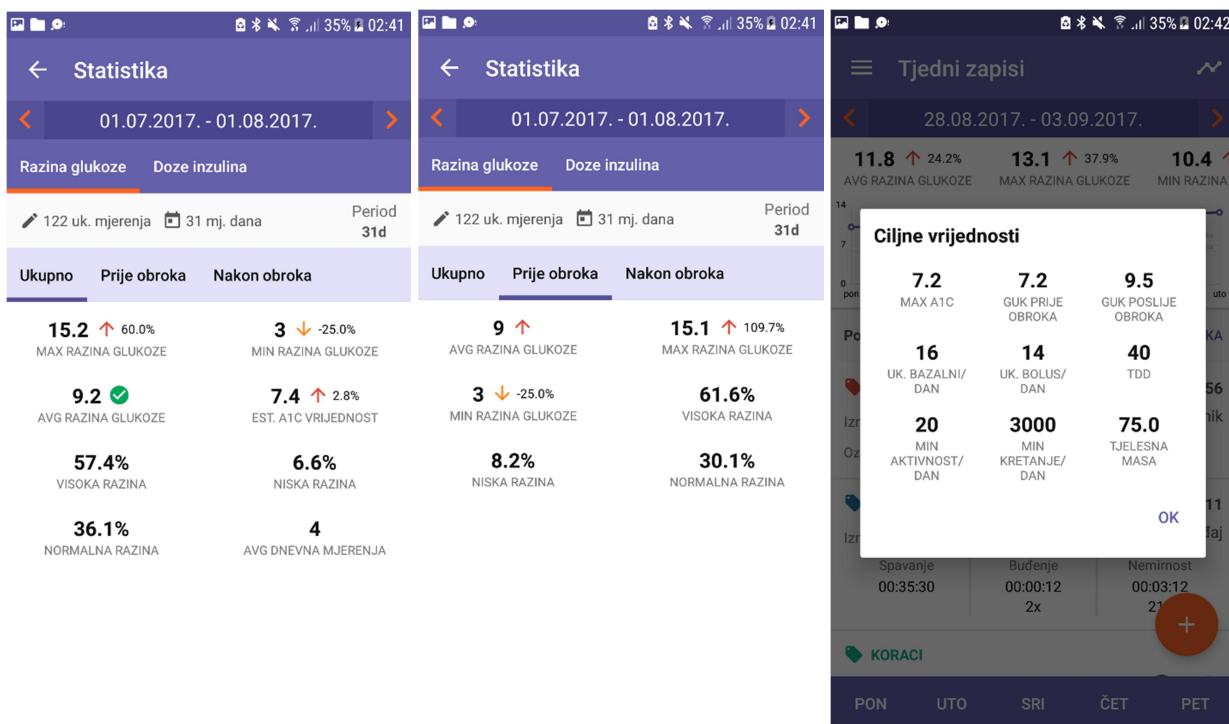 35% 02:41
Statistika
01.07.2017. - 01.08.2017.
Razina glukoze Doze inzulina
122 uk. mjerenja 31 mj. dana
Period
31d
Ukupno Prije obroka Nakon obroka
15.2 60.0%
MAX RAZINA GLUKOZE
3 -25.0%
MIN RAZINA GLUKOZE
9.2
AVG RAZINA GLUKOZE
7.4 2.8%
EST. A1C VRIJEDNOST
57.4%
VISOKA RAZINA
6.6%
NISKA RAZINA
36.1%
NORMALNA RAZINA
4
AVG DNEVNA MJERENJA
35% 02:41
Statistika
01.07.2017. - 01.08.2017.
Razina glukoze Doze inzulina
122 uk. mjerenja 31 mj. dana
Period
31d
Ukupno Prije obroka Nakon obroka
9
AVG RAZINA GLUKOZE
15.1 109.7%
MAX RAZINA GLUKOZE
3 -25.0%
MIN RAZINA GLUKOZE
61.6%
VISOKA RAZINA
8.2%
NISKA RAZINA
30.1%
NORMALNA RAZINA
35% 02:42
Tjedni zapisi
28.08.2017. - 03.09.2017.
11.8 24.2%
AVG RAZINA GLUKOZE
13.1 37.9%
MAX RAZINA GLUKOZE
10.4
MIN RAZINA
14
7
0
pon
uto
Ciljne vrijednosti
7.2
MAX A1C
7.2
GUK PRIJE
OBROKA
9.5
GUK POSLIJE
OBROKA
16
UK. BAZALNI/
DAN
14
UK. BOLUS/
DAN
40
TDD
20
MIN
AKTIVNOST/
DAN
3000
MIN
KRETANJE/
DAN
75.0
TJELESNA
MASA
OK
Spavanje
00:35:30
Buđenje
00:00:12
2x
Nemirnost
00:03:12
KORACI
PON UTO SRI ČET PET